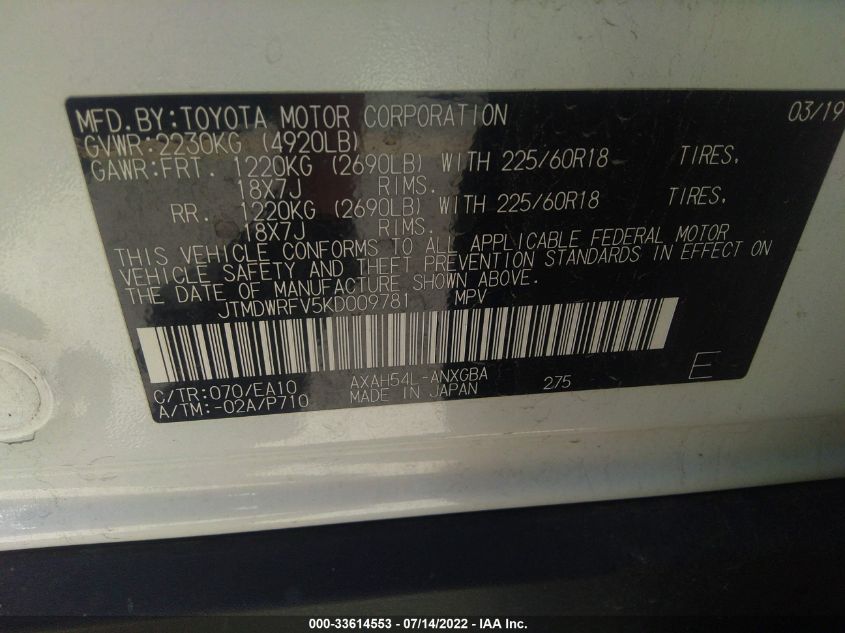 MFD.BY:TOYOTA MOTOR CORPORATION 03/19
GVWR:2230KG (4920LB)
GAWR:FRT. 1220KG (2690LB) WITH 225/60R18 TIRES,
18X7J RIMS.
RR. 1220KG (2690LB) WITH 225/60R18 TIRES,
18X7J RIMS.
THIS VEHICLE CONFORMS TO ALL APPLICABLE FEDERAL MOTOR
VEHICLE SAFETY AND THEFT PREVENTION STANDARDS IN EFFECT ON
THE DATE OF MANUFACTURE SHOWN ABOVE.
JTMDWRFV5KD009781 MPV
C/TR:070/EA10 AXAH54L-ANXGBA 275 E
A/TM:-02A/P710 MADE IN JAPAN
000-33614553 - 07/14/2022 - IAA Inc.